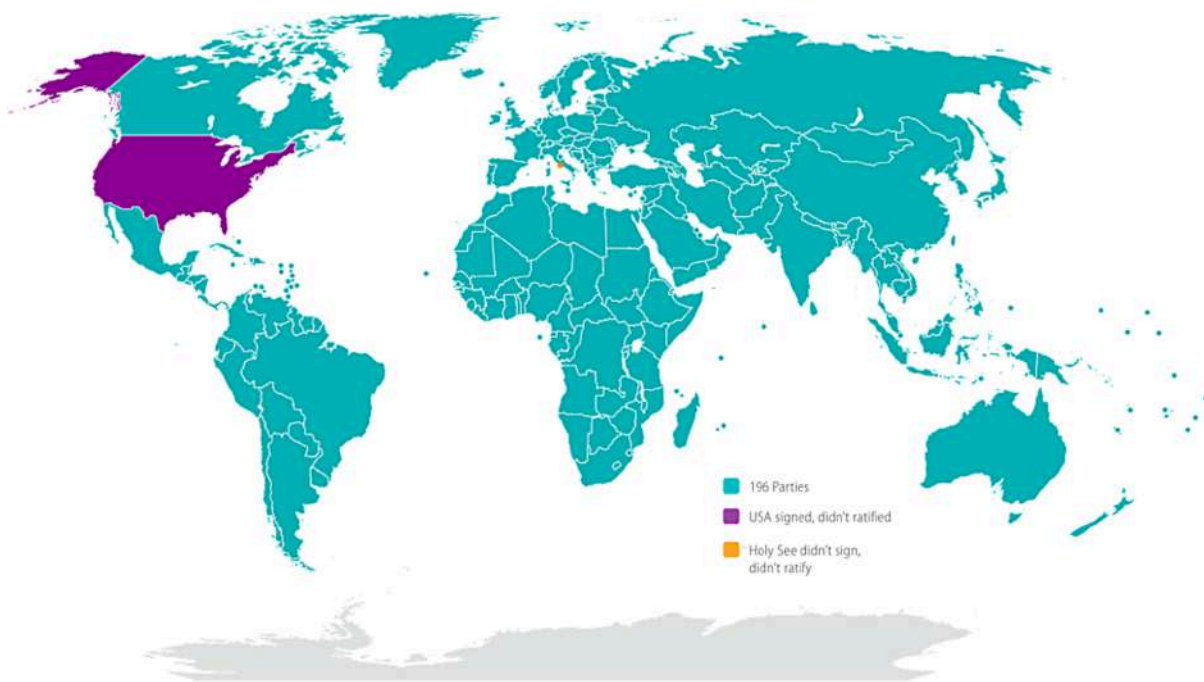 196 Parties
USA signed, didn't ratified
Holy See didn't sign,
didn't ratify